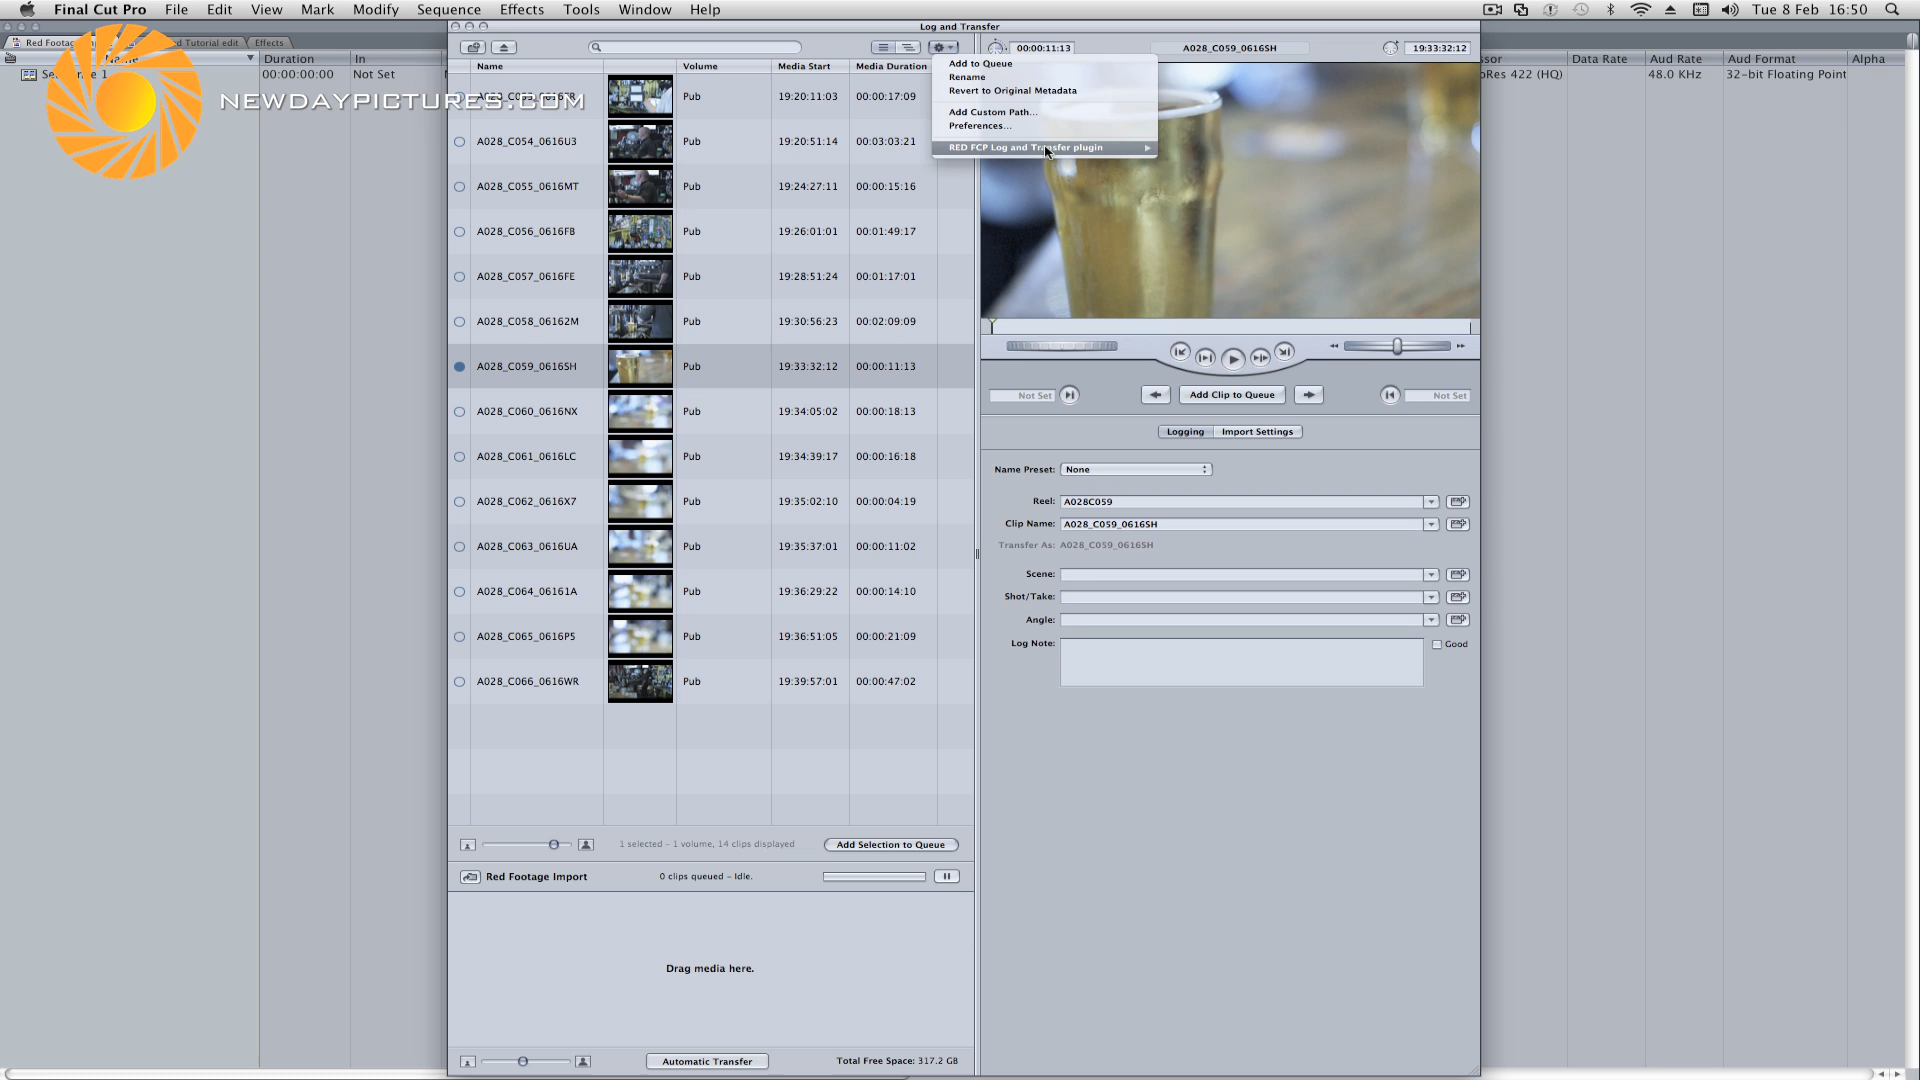 Final Cut Pro File Edit View Mark Modify Sequence Effects Tools Window Help Tue 8 Feb 16:50
Log and Transfer
Red Footage d Tutorial edit Effects
00:00:11:13 A028_C059_0616SH 19:33:32:12
Name Duration In
Sequence 1 00:00:00:00 Not Set
NEWDAYPICTURES.COM
Name Volume Media Start Media Duration
Pub 19:20:11:03 00:00:17:09
A028_C054_0616U3 Pub 19:20:51:14 00:03:03:21
A028_C055_0616MT Pub 19:24:27:11 00:00:15:16
A028_C056_0616FB Pub 19:26:01:01 00:01:49:17
A028_C057_0616FE Pub 19:28:51:24 00:01:17:01
A028_C058_06162M Pub 19:30:56:23 00:02:09:09
A028_C059_0616SH Pub 19:33:32:12 00:00:11:13
A028_C060_0616NX Pub 19:34:05:02 00:00:18:13
A028_C061_0616LC Pub 19:34:39:17 00:00:16:18
A028_C062_0616X7 Pub 19:35:02:10 00:00:04:19
A028_C063_0616UA Pub 19:35:37:01 00:00:11:02
A028_C064_06161A Pub 19:36:29:22 00:00:14:10
A028_C065_0616P5 Pub 19:36:51:05 00:00:21:09
A028_C066_0616WR Pub 19:39:57:01 00:00:47:02
1 selected - 1 volume, 14 clips displayed Add Selection to Queue
Red Footage Import 0 clips queued - Idle.
Drag media here.
Automatic Transfer Total Free Space: 317.2 GB
Add to Queue
Rename
Revert to Original Metadata
Add Custom Path...
Preferences...
RED FCP Log and Transfer plugin
Not Set Add Clip to Queue Not Set
Logging Import Settings
Name Preset: None
Reel: A028C059
Clip Name: A028_C059_0616SH
Transfer As: A028_C059_0616SH
Scene:
Shot/Take:
Angle:
Log Note: Good
sor Data Rate Aud Rate Aud Format Alpha
oRes 422 (HQ) 48.0 KHz 32-bit Floating Point